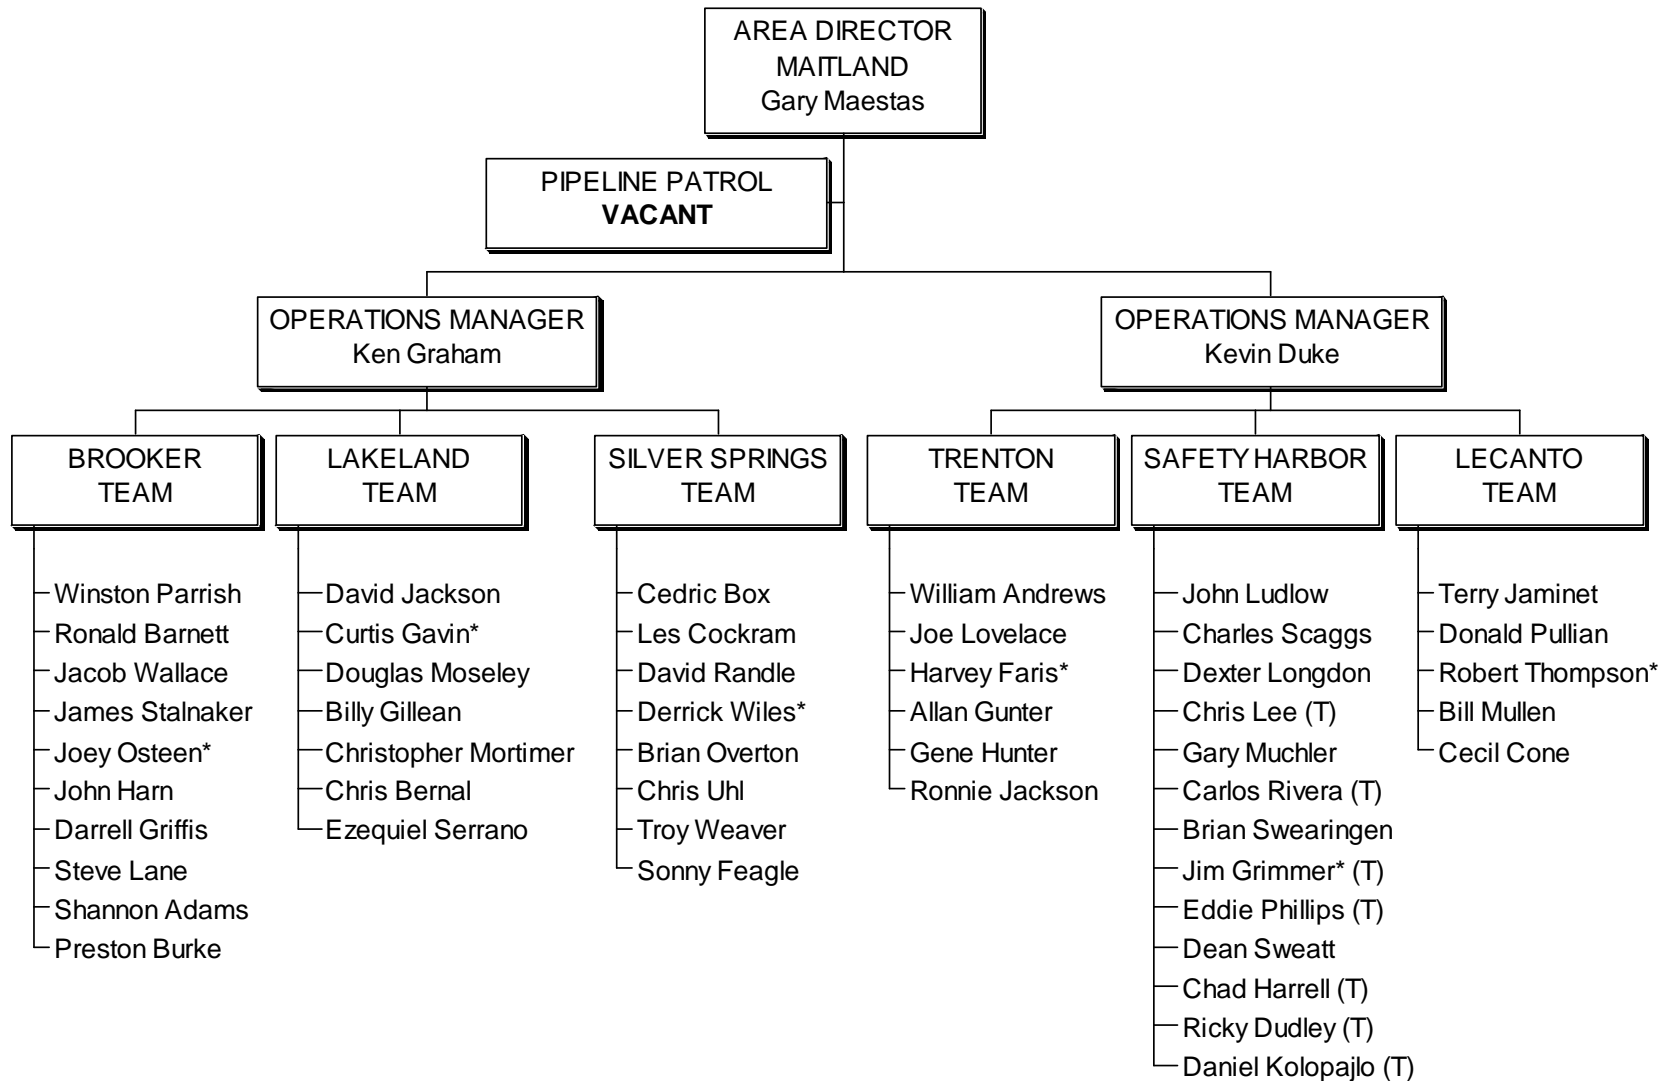 AREA DIRECTOR
MAITLAND
Gary Maestas
PIPELINE PATROL
VACANT
OPERATIONS MANAGER
Ken Graham
OPERATIONS MANAGER
Kevin Duke
BROOKER
TEAM
Winston Parrish
Ronald Barnett
Jacob Wallace
James Stalnaker
Joey Osteen*
John Harn
Darrell Griffis
Steve Lane
Shannon Adams
Preston Burke
LAKELAND
TEAM
David Jackson
Curtis Gavin*
Douglas Moseley
Billy Gillean
Christopher Mortimer
Chris Bernal
Ezequiel Serrano
SILVER SPRINGS
TEAM
Cedric Box
Les Cockram
David Randle
Derrick Wiles*
Brian Overton
Chris Uhl
Troy Weaver
Sonny Feagle
TRENTON
TEAM
William Andrews
Joe Lovelace
Harvey Faris*
Allan Gunter
Gene Hunter
Ronnie Jackson
SAFETY HARBOR
TEAM
John Ludlow
Charles Scaggs
Dexter Longdon
Chris Lee (T)
Gary Muchler
Carlos Rivera (T)
Brian Swearingen
Jim Grimmer* (T)
Eddie Phillips (T)
Dean Sweatt
Chad Harrell (T)
Ricky Dudley (T)
Daniel Kolopajlo (T)
LECANTO
TEAM
Terry Jaminet
Donald Pullian
Robert Thompson*
Bill Mullen
Cecil Cone